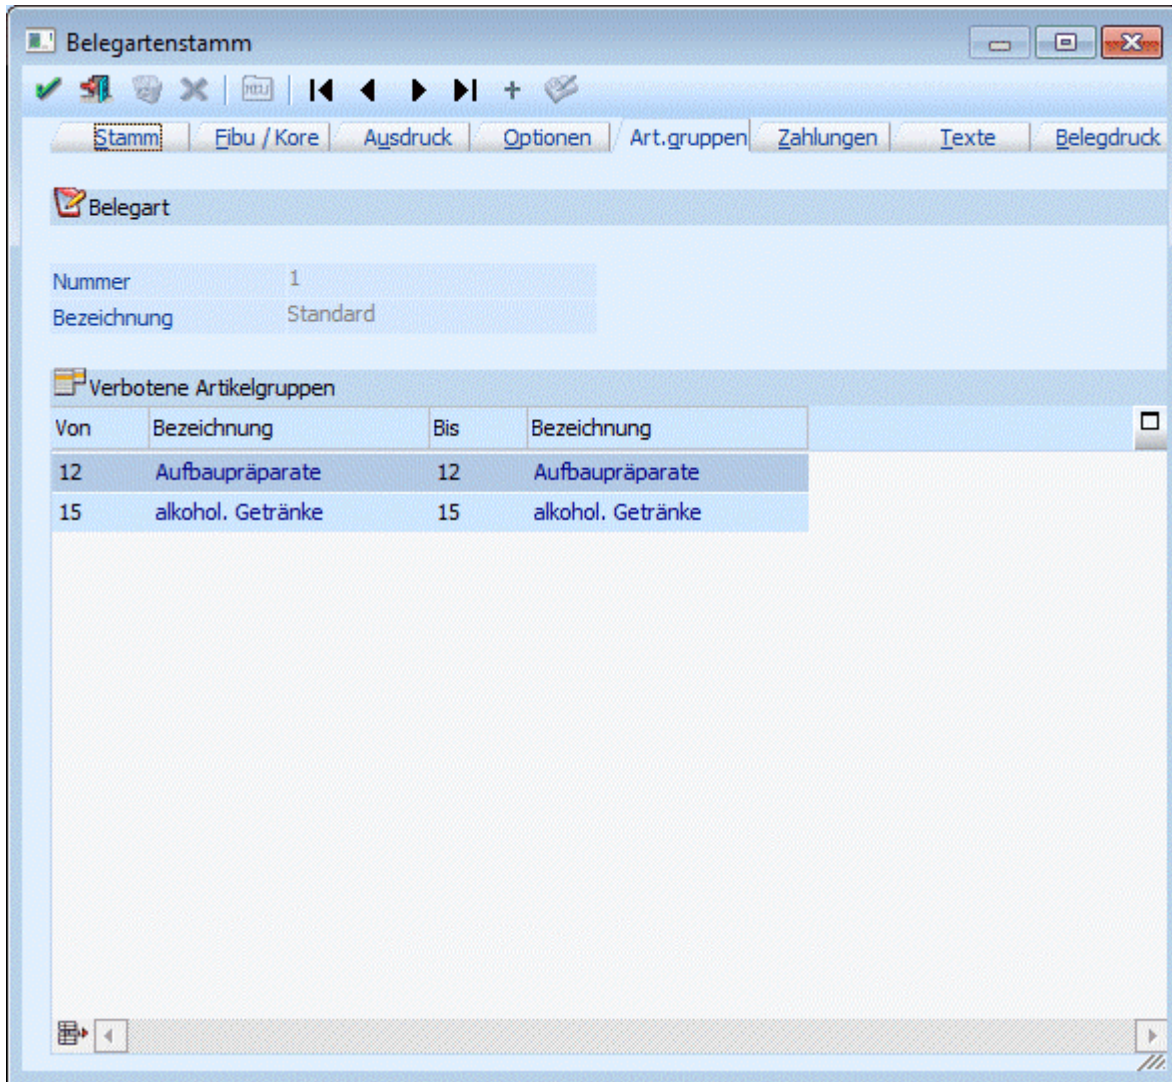 Belegartenstamm
Stamm Fibu / Kore Ausdruck Optionen Art.gruppen Zahlungen Texte Belegdruck
Belegart
Nummer 1
Bezeichnung Standard
Verbotene Artikelgruppen
Von Bezeichnung Bis Bezeichnung
12 Aufbaupräparate 12 Aufbaupräparate
15 alkohol. Getränke 15 alkohol. Getränke